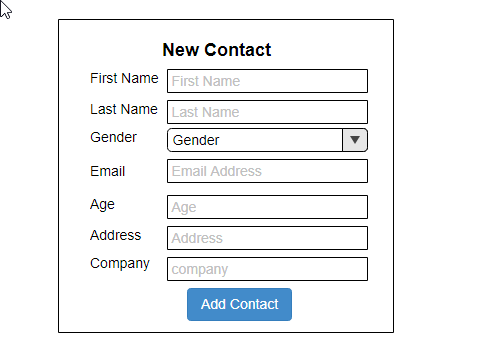 New Contact
First Name First Name
Last Name Last Name
Gender Gender
Email Email Address
Age Age
Address Address
Company company
Add Contact